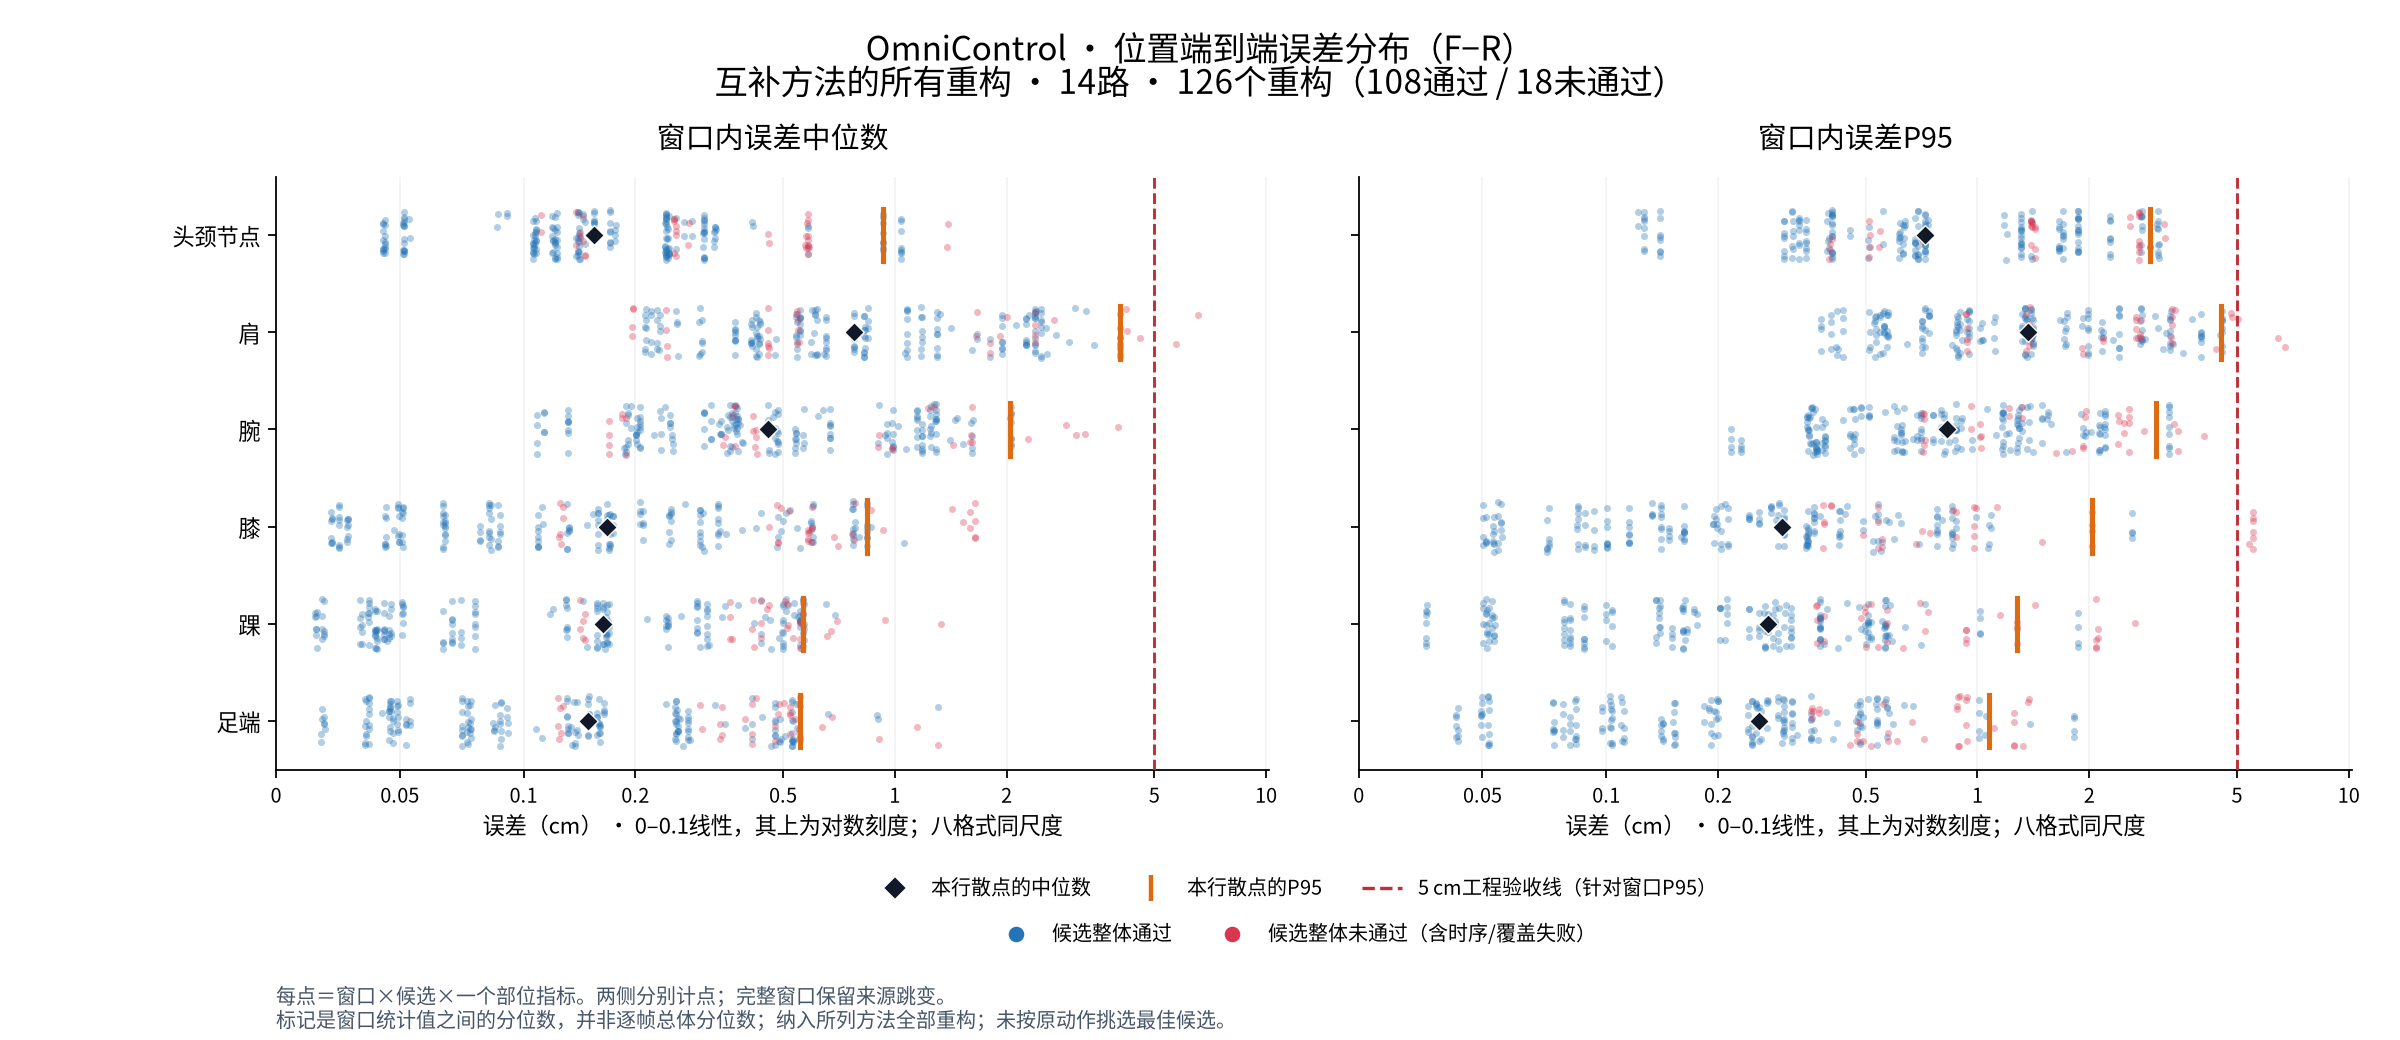 OmniControl · 位置端到端误差分布（F−R）
互补方法的所有重构 · 14路 · 126个重构（108通过 / 18未通过）
窗口内误差中位数
窗口内误差P95
头颈节点
肩
腕
膝
踝
足端
0 0.05 0.1 0.2 0.5 1 2 5 10
0 0.05 0.1 0.2 0.5 1 2 5 10
误差（cm） · 0–0.1线性，其上为对数刻度；八格式同尺度
误差（cm） · 0–0.1线性，其上为对数刻度；八格式同尺度
本行散点的中位数
本行散点的P95
5 cm工程验收线（针对窗口P95）
候选整体通过
候选整体未通过（含时序/覆盖失败）
每点＝窗口×候选×一个部位指标。两侧分别计点；完整窗口保留来源跳变。
标记是窗口统计值之间的分位数，并非逐帧总体分位数；纳入所列方法全部重构；未按原动作挑选最佳候选。